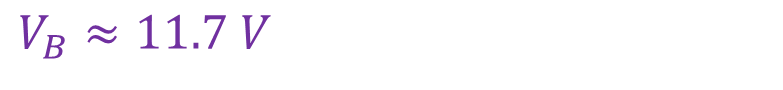 V_B ≈ 11.7 V